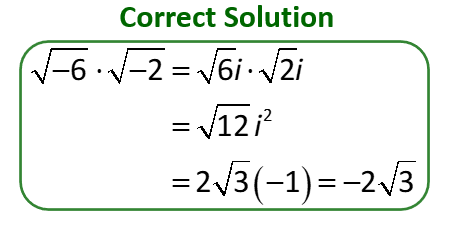 Correct Solution
√−6 · √−2 = √6i · √2i
= √12 i²
= 2√3(−1) = −2√3